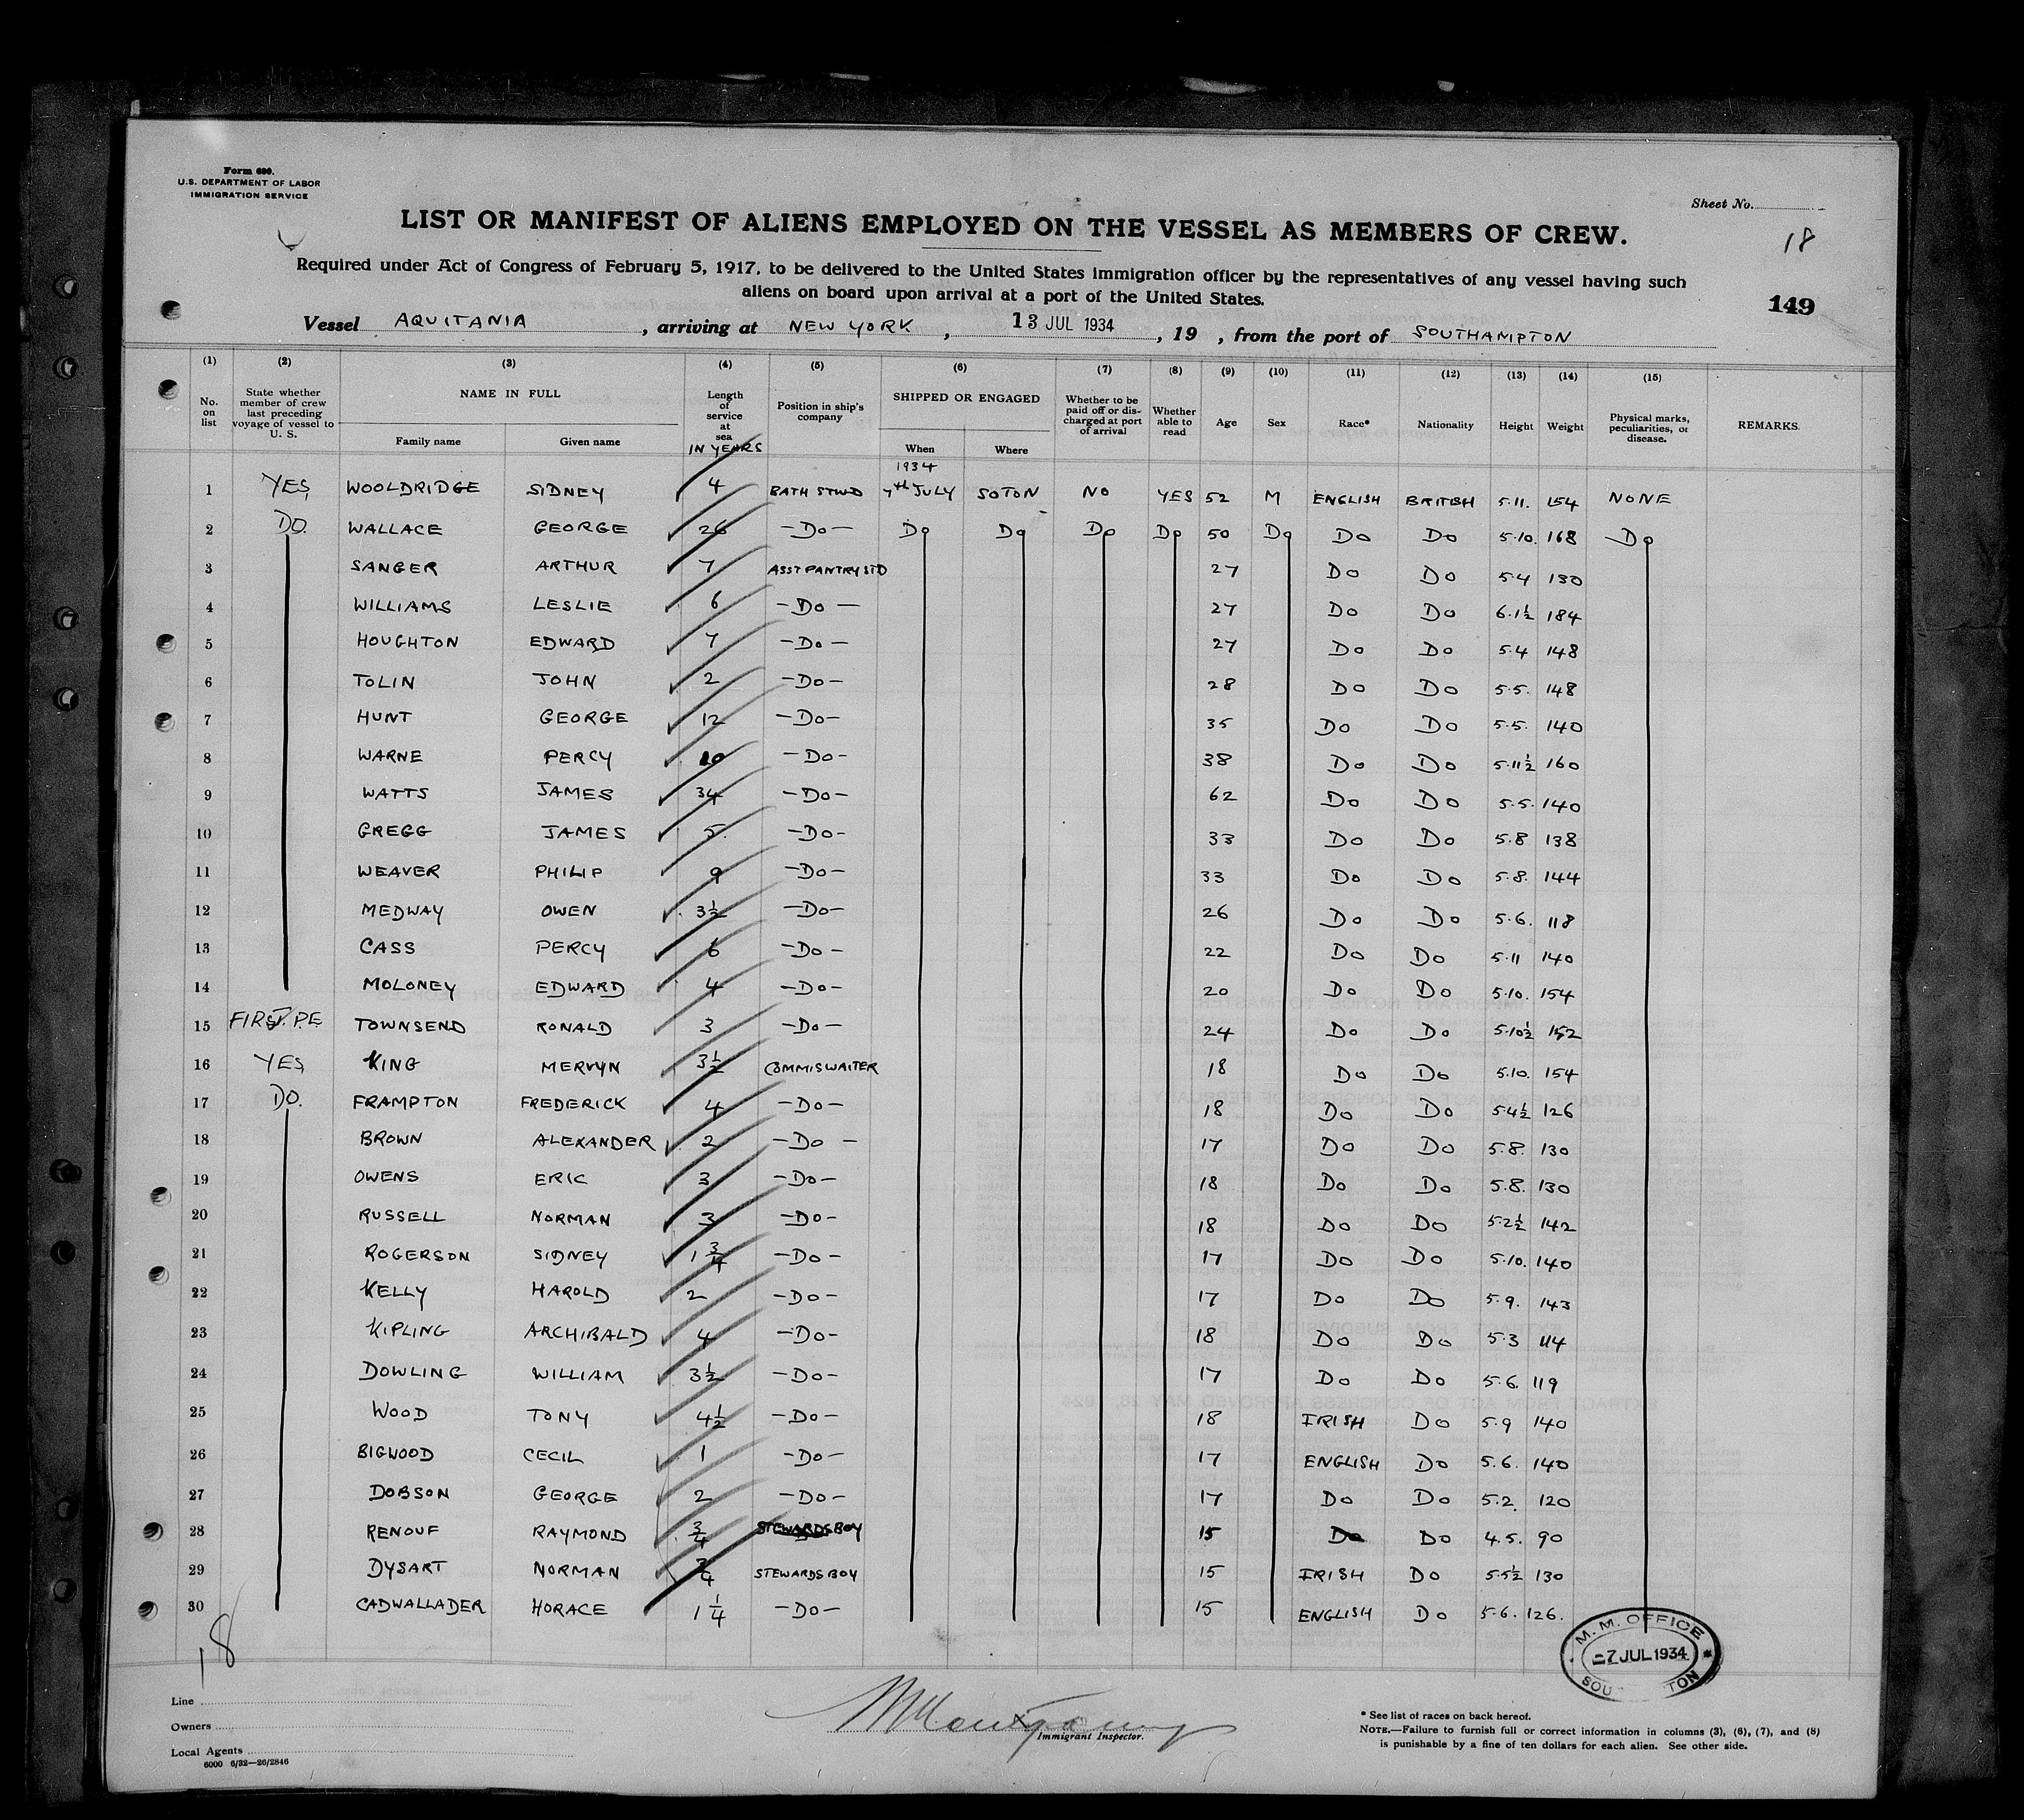 Form 680.
U.S. DEPARTMENT OF LABOR
IMMIGRATION SERVICE
Sheet No.
18
LIST OR MANIFEST OF ALIENS EMPLOYED ON THE VESSEL AS MEMBERS OF CREW.
Required under Act of Congress of February 5, 1917, to be delivered to the United States immigration officer by the representatives of any vessel having such
aliens on board upon arrival at a port of the United States.
149
Vessel AQUITANIA , arriving at NEW YORK , 13 JUL 1934 , 19 , from the port of SOUTHAMPTON
(1) (2) (3) (4) (5) (6) (7) (8) (9) (10) (11) (12) (13) (14) (15)
No. on list State whether member of crew last preceding voyage of vessel to U. S. NAME IN FULL Family name Given name Length of service at sea IN YEARS Position in ship's company SHIPPED OR ENGAGED When Where Whether to be paid off or discharged at port of arrival Whether able to read Age Sex Race* Nationality Height Weight Physical marks, peculiarities, or disease. REMARKS.
1934
1 YES WOOLDRIDGE SIDNEY 4 BATH STWD 7th JULY SOTON NO YES 52 M ENGLISH BRITISH 5.11. 154 NONE
2 DO. WALLACE GEORGE 26 -Do- Do Do Do Do 50 Do Do Do 5.10. 168 -Do
3 SANGER ARTHUR 7 ASST PANTRY STD 27 Do Do 5.4 130
4 WILLIAMS LESLIE 6 -Do- 27 Do Do 6.1½ 184
5 HOUGHTON EDWARD 7 -Do- 27 Do Do 5.4 148
6 TOLIN JOHN 2 -Do- 28 Do Do 5.5. 148
7 HUNT GEORGE 12 -Do- 35 Do Do 5.5. 140
8 WARNE PERCY 10 -Do- 38 Do Do 5.11½ 160
9 WATTS JAMES 34 -Do- 62 Do Do 5.5. 140
10 GREGG JAMES 5. -Do- 33 Do Do 5.8 138
11 WEAVER PHILIP 9 -Do- 33 Do Do 5.8. 144
12 MEDWAY OWEN 3½ -Do- 26 Do Do 5.6. 118
13 CASS PERCY 6 -Do- 22 Do Do 5.11 140
14 MOLONEY EDWARD 4 -Do- 20 Do Do 5.10. 154
15 FIRST. TOWNSEND RONALD 3 -Do- 24 Do Do 5.10½ 152
16 YES KING MERVYN 3½ COMMIS WAITER 18 Do Do 5.10. 154
17 DO. FRAMPTON FREDERICK 4 -Do- 18 Do Do 5.4½ 126
18 BROWN ALEXANDER 2 -Do- 17 Do Do 5.8. 130
19 OWENS ERIC 3 -Do- 18 Do Do 5.8. 130
20 RUSSELL NORMAN 3 -Do- 18 Do Do 5.2½ 142
21 ROGERSON SIDNEY 1¾ -Do- 17 Do Do 5.10. 140
22 KELLY HAROLD 2 -Do- 17 Do Do 5.9. 143
23 KIPLING ARCHIBALD 4 -Do- 18 Do Do 5.3 114
24 DOWLING WILLIAM 3½ -Do- 17 Do Do 5.6. 119
25 WOOD TONY 4½ -Do- 18 IRISH Do 5.9 140
26 BIGWOOD CECIL 1 -Do- 17 ENGLISH Do 5.6. 140
27 DOBSON GEORGE 2 -Do- 17 Do Do 5.2. 120
28 RENOUF RAYMOND ¾ STEWARDS BOY 15 Do Do 4.5. 90
29 DYSART NORMAN ¾ STEWARDS BOY 15 IRISH Do 5.5½ 130
30 CADWALLADER HORACE 1¼ -Do- 15 ENGLISH Do 5.6. 126.
18
M. M. OFFICE
7 JUL 1934
Line
Owners
Local Agents
6000 6/32—26/2846
Immigrant Inspector.
* See list of races on back hereof.
NOTE.—Failure to furnish full or correct information in columns (3), (6), (7), and (8)
is punishable by a fine of ten dollars for each alien. See other side.